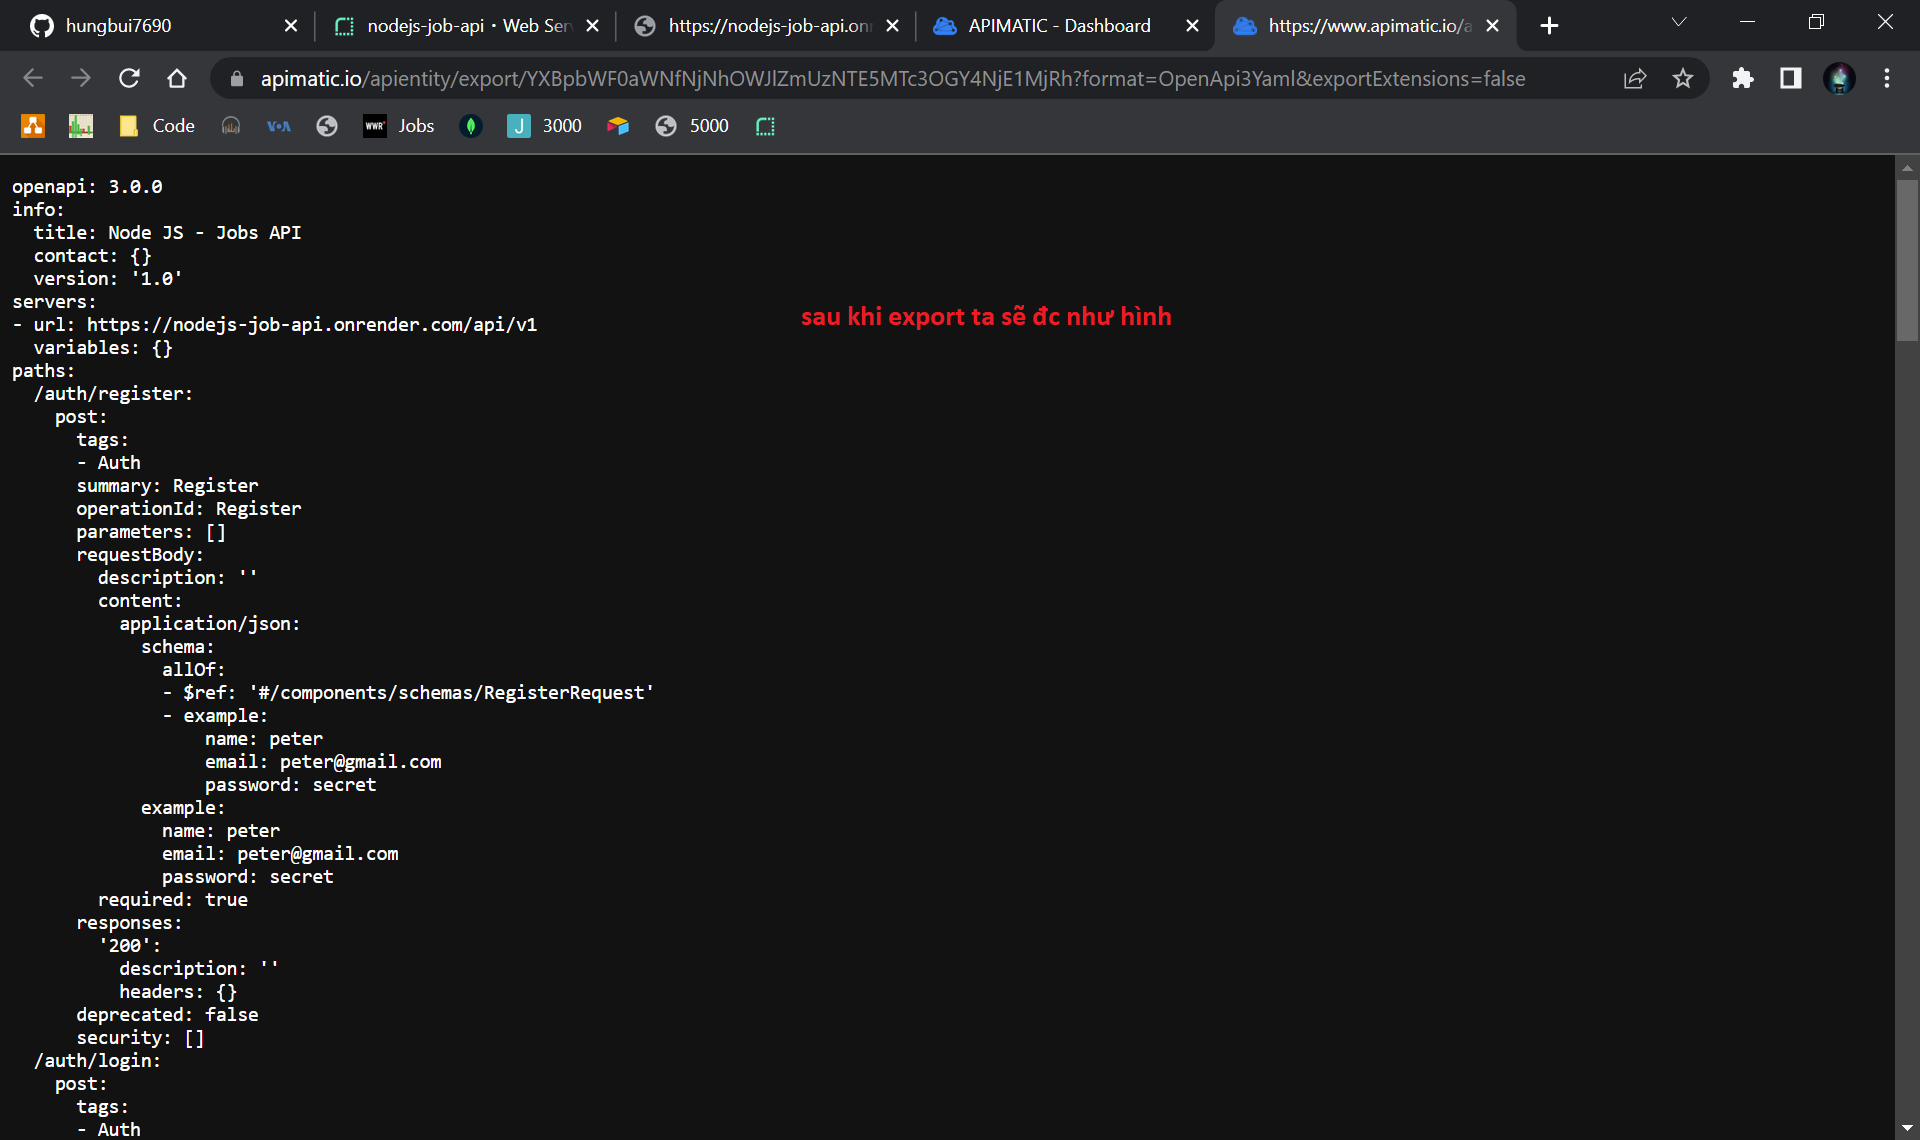 hungbui7690
nodejs-job-api · Web Ser
https://nodejs-job-api.on
APIMATIC - Dashboard
https://www.apimatic.io/a
apimatic.io/apientity/export/YXBpbWF0aWNfNjNhOWJlZmUzNTE5MTc3OGY4NjE1MjRh?format=OpenApi3Yaml&exportExtensions=false
Code
VOA
WWR
Jobs
J
3000
5000
openapi: 3.0.0
info:
  title: Node JS - Jobs API
  contact: {}
  version: '1.0'
servers:
- url: https://nodejs-job-api.onrender.com/api/v1
  variables: {}
sau khi export ta sẽ đc như hình
paths:
  /auth/register:
    post:
      tags:
      - Auth
      summary: Register
      operationId: Register
      parameters: []
      requestBody:
        description: ''
        content:
          application/json:
            schema:
              allOf:
              - $ref: '#/components/schemas/RegisterRequest'
              - example:
                  name: peter
                  email: peter@gmail.com
                  password: secret
            example:
              name: peter
              email: peter@gmail.com
              password: secret
        required: true
      responses:
        '200':
          description: ''
          headers: {}
      deprecated: false
      security: []
  /auth/login:
    post:
      tags:
      - Auth